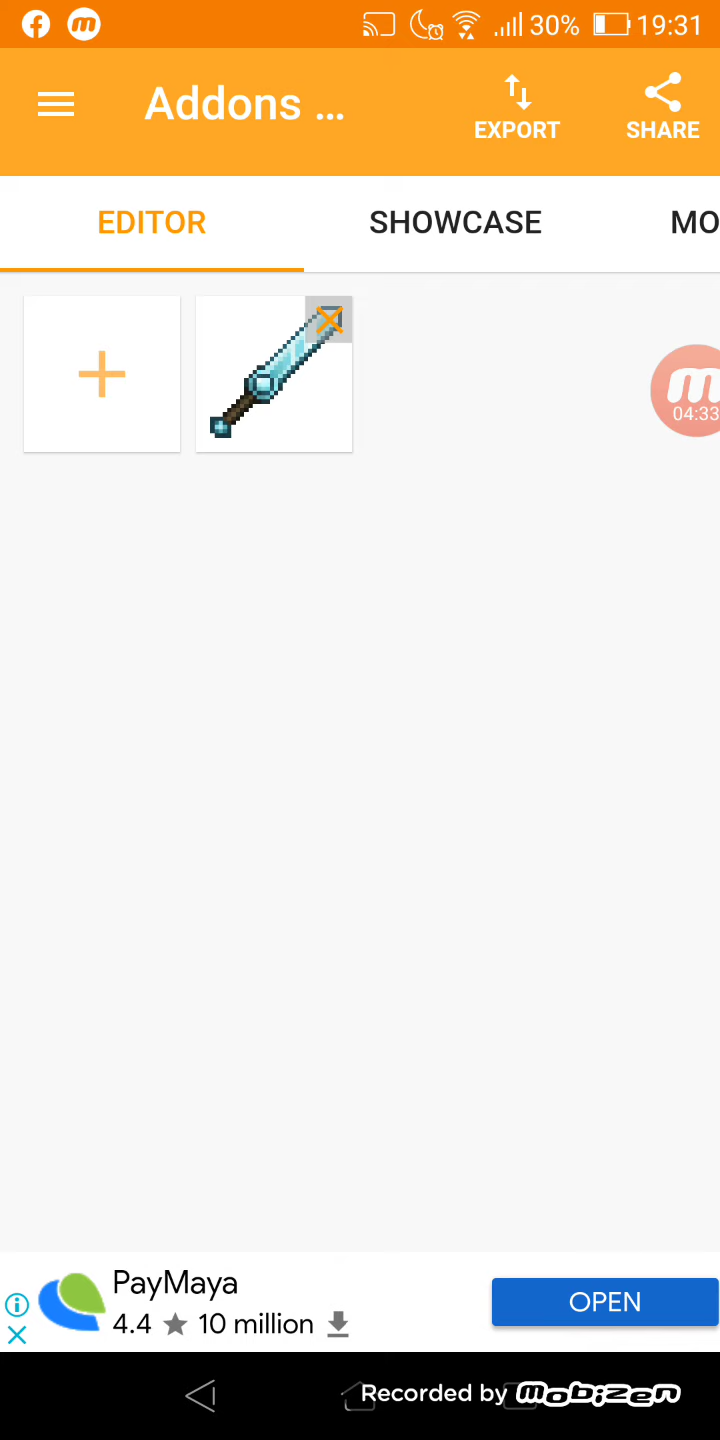 30% 19:31
Addons ...
EXPORT
SHARE
EDITOR
SHOWCASE
MO
m
04:33
PayMaya
4.4 ★ 10 million
OPEN
Recorded by mobizen